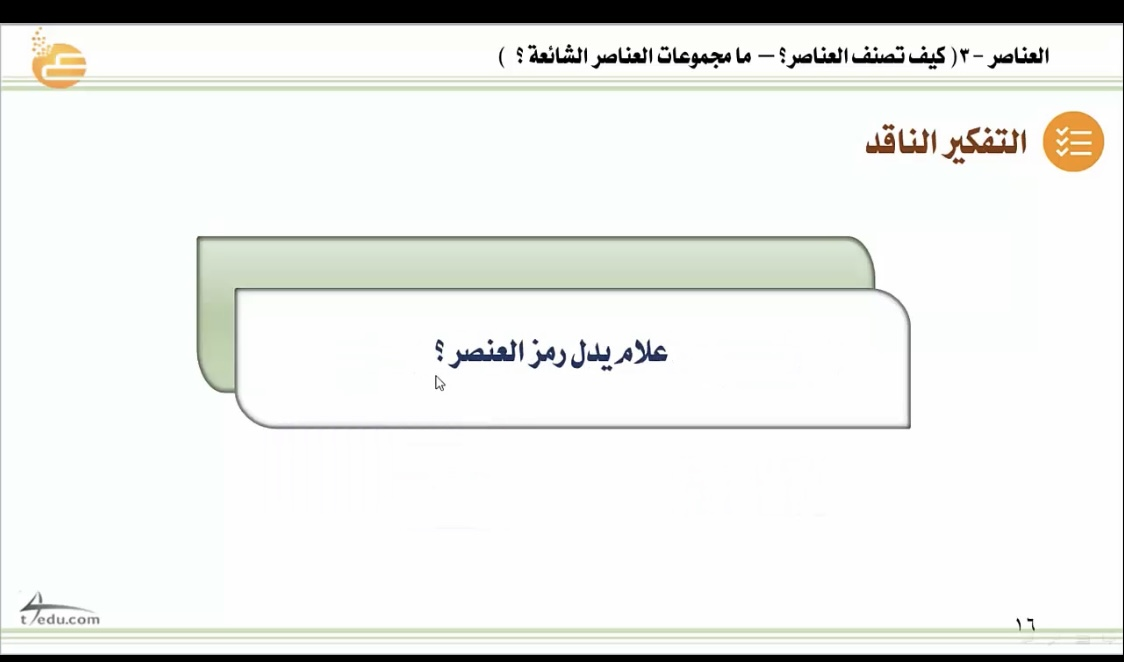 العناصر -٣( كيف تصنف العناصر؟ – ما مجموعات العناصر الشائعة ؟ )
التفكير الناقد
علام يدل رمز العنصر ؟
t4edu.com
١٦